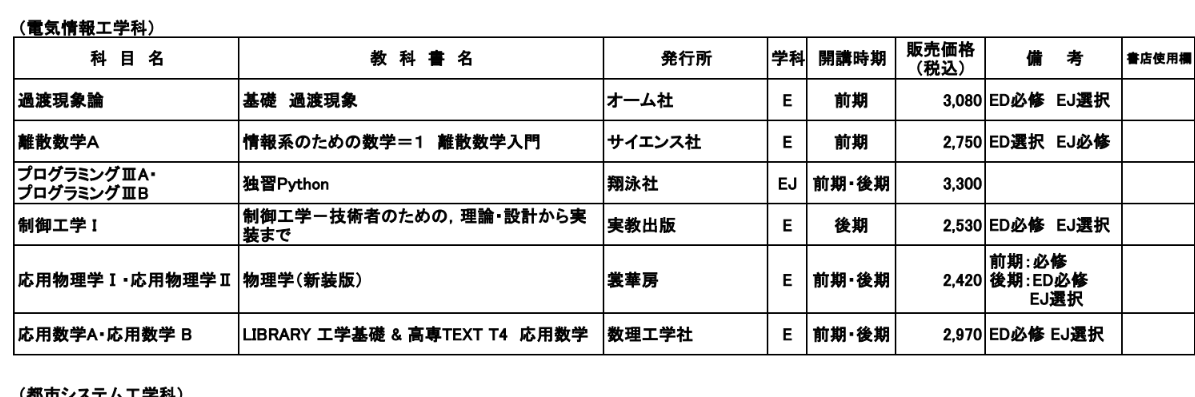 （電気情報工学科）
科 目 名 教 科 書 名 発行所 学科 開講時期 販売価格（税込） 備 考 書店使用欄
過渡現象論 基礎 過渡現象 オーム社 E 前期 3,080 ED必修 EJ選択
離散数学A 情報系のための数学＝1 離散数学入門 サイエンス社 E 前期 2,750 ED選択 EJ必修
プログラミングⅢA・
プログラミングⅢB 独習Python 翔泳社 EJ 前期・後期 3,300
制御工学Ⅰ 制御工学－技術者のための，理論・設計から実
装まで 実教出版 E 後期 2,530 ED必修 EJ選択
応用物理学Ⅰ・応用物理学Ⅱ 物理学（新装版） 裳華房 E 前期・後期 2,420 前期：必修
後期：ED必修
EJ選択
応用数学A・応用数学 B LIBRARY 工学基礎 & 高専TEXT T4 応用数学 数理工学社 E 前期・後期 2,970 ED必修 EJ選択
（都市システム工学科）